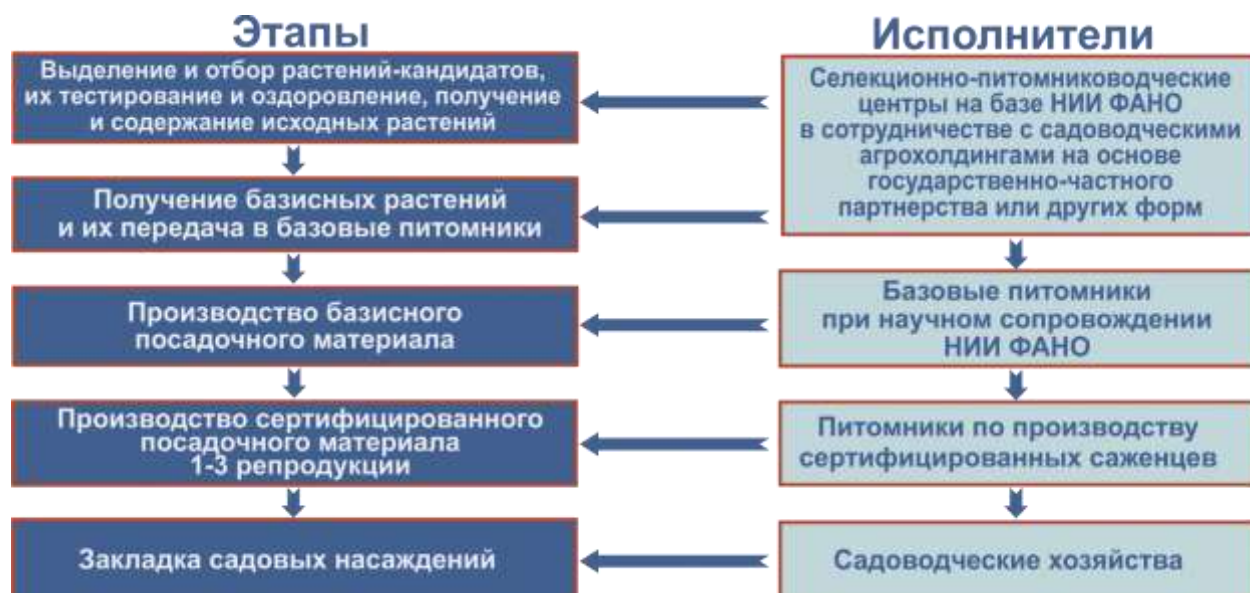 Этапы
Выделение и отбор растений-кандидатов,
их тестирование и оздоровление, получение
и содержание исходных растений
Получение базисных растений
и их передача в базовые питомники
Производство базисного
посадочного материала
Производство сертифицированного
посадочного материала
1-3 репродукции
Закладка садовых насаждений
Исполнители
Селекционно-питомниководческие
центры на базе НИИ ФАНО
в сотрудничестве с садоводческими
агрохолдингами на основе
государственно-частного
партнерства или других форм
Базовые питомники
при научном сопровождении
НИИ ФАНО
Питомники по производству
сертифицированных саженцев
Садоводческие хозяйства